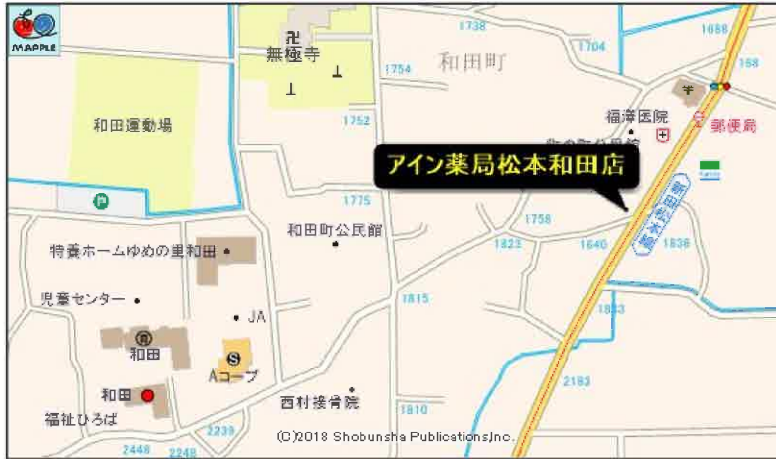 MAPPLE
無極寺
1738
1704
1686
168
1754
和田町
福澤医院
和田運動場
1752
郵便局
アイン薬局松本和田店
1775
1758
和田町公民館
1823
1640
1838
特養ホームゆめの里和田
児童センター
1815
1833
JA
和田
Aコープ
2183
和田
西村接骨院
1810
福祉ひろば
2239
2448
2248
(C)2018 Shobunsha Publications,Inc.